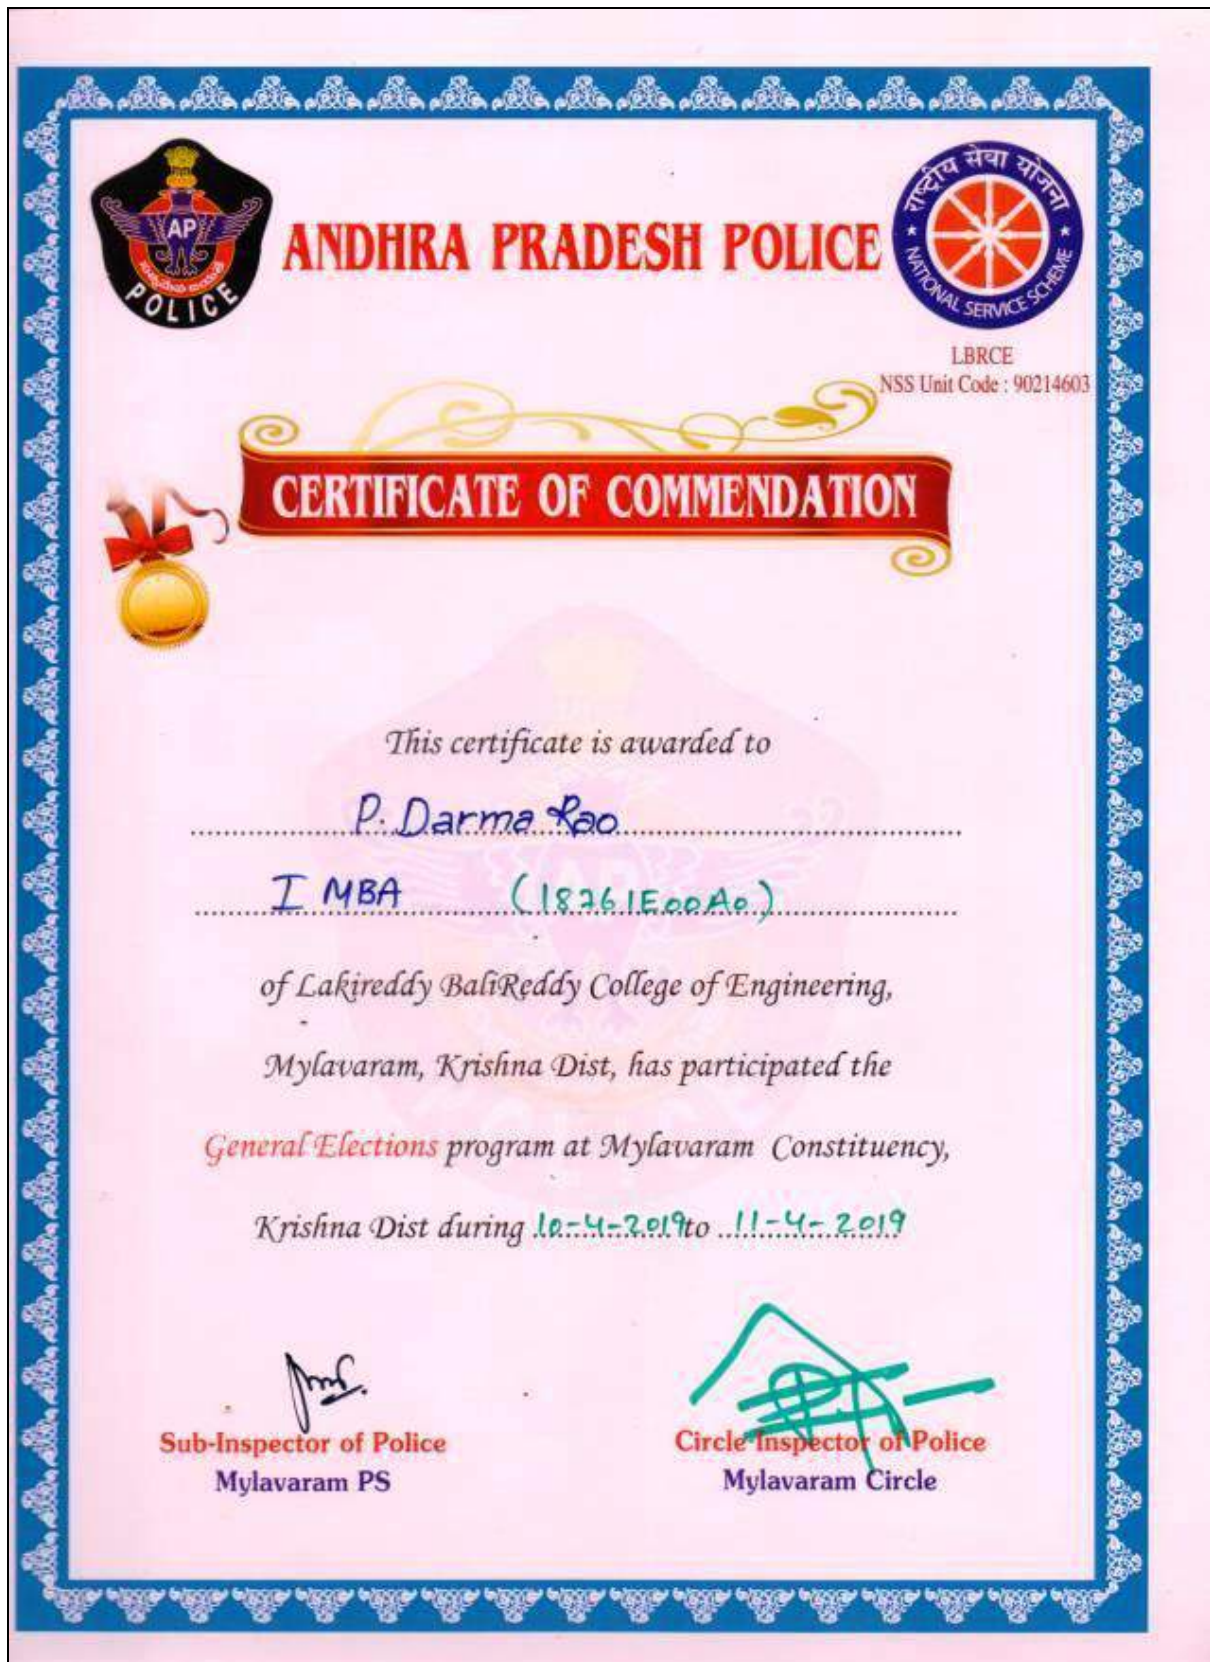 AP
POLICE
ANDHRA PRADESH POLICE
राष्ट्रीय सेवा योजना
NATIONAL SERVICE SCHEME
LBRCE
NSS Unit Code : 90214603
CERTIFICATE OF COMMENDATION
This certificate is awarded to
P. Darma Rao
I MBA (18761E00A0)
of Lakireddy BaliReddy College of Engineering,
Mylavaram, Krishna Dist, has participated the
General Elections program at Mylavaram Constituency,
Krishna Dist during 10-4-2019 to 11-4-2019
Sub-Inspector of Police
Mylavaram PS
Circle Inspector of Police
Mylavaram Circle